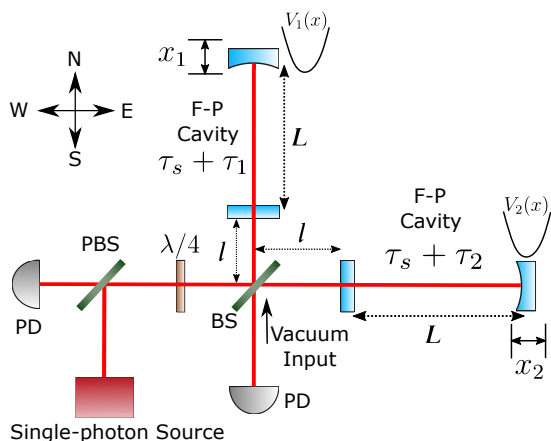 V₁(x)
x₁
N
W E
S
F-P
Cavity
τₛ + τ₁
L
F-P
Cavity
τₛ + τ₂
V₂(x)
PBS
λ/4
l
l
PD
BS
Vacuum
Input
L
x₂
PD
Single-photon Source